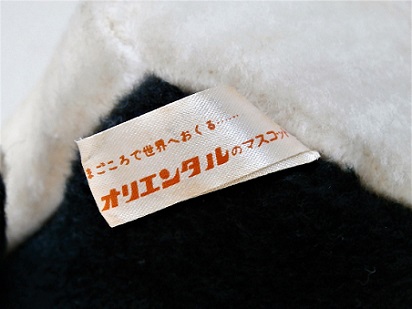 まごころで世界へおくる……
オリエンタルのマスコット